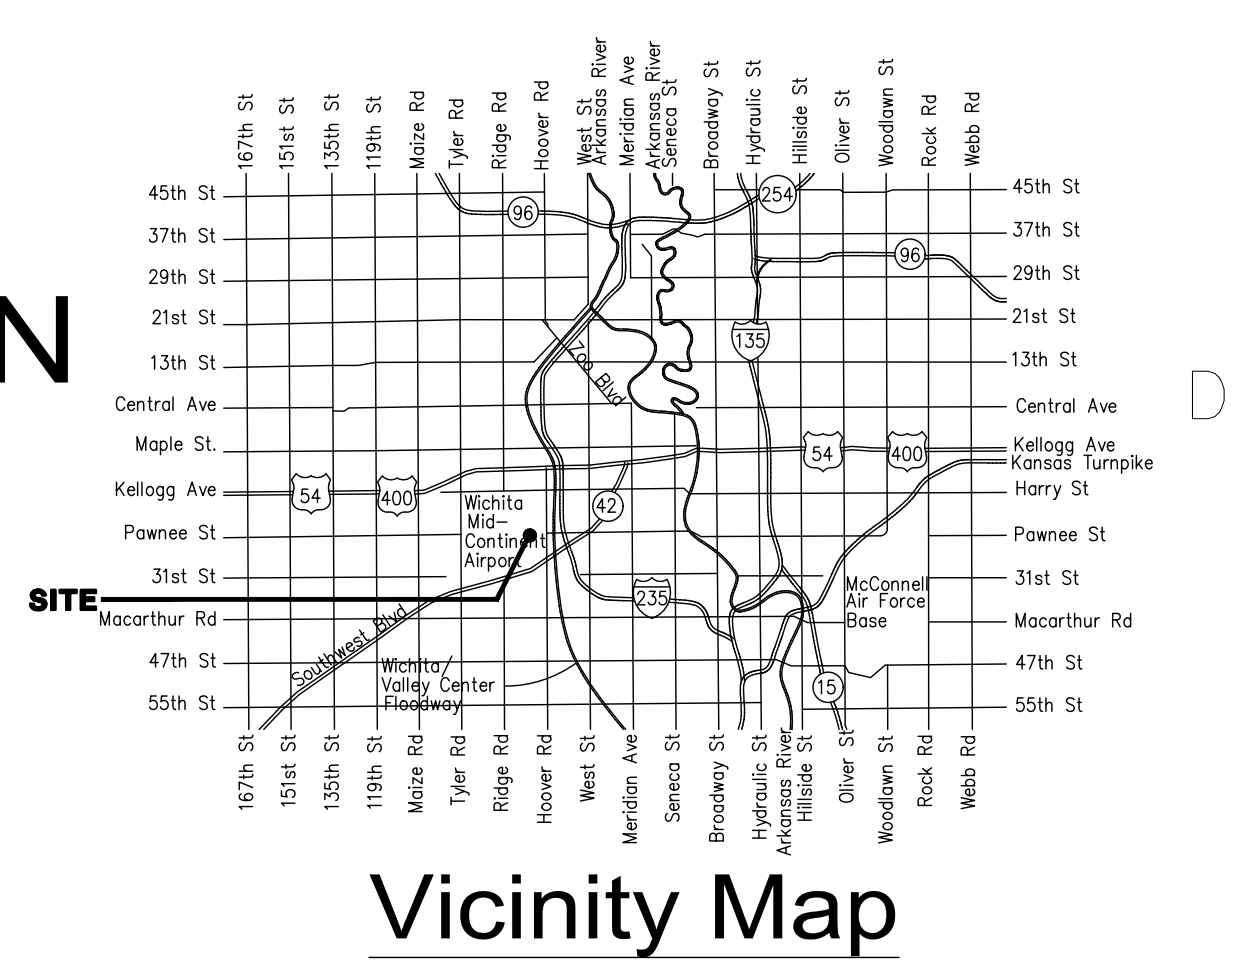 167th St
151st St
135th St
119th St
Maize Rd
Tyler Rd
Ridge Rd
Hoover Rd
West St
Arkansas River
Meridian Ave
Arkansas River
Seneca St
Broadway St
Hydraulic St
Hillside St
Oliver St
Woodlawn St
Rock Rd
Webb Rd
45th St
254
45th St
96
37th St
37th St
96
29th St
29th St
21st St
21st St
135
13th St
13th St
Zoo Blvd
Central Ave
Central Ave
Maple St.
Kellogg Ave
54
400
Kansas Turnpike
Kellogg Ave
54
400
Harry St
Wichita
Mid-
Continent
Airport
42
Pawnee St
Pawnee St
31st St
31st St
McConnell
Air Force
Base
235
SITE
Macarthur Rd
Macarthur Rd
Southwest Blvd
47th St
47th St
Wichita/
Valley Center
Floodway
15
55th St
55th St
167th St
151st St
135th St
119th St
Maize Rd
Tyler Rd
Ridge Rd
Hoover Rd
West St
Meridian Ave
Seneca St
Broadway St
Hydraulic St
Arkansas River
Hillside St
Oliver St
Woodlawn St
Rock Rd
Webb Rd
N
Vicinity Map